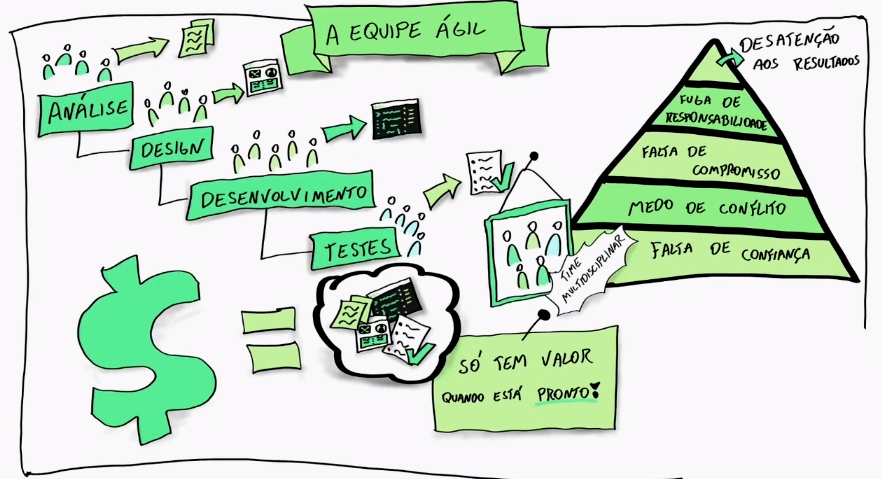 A EQUIPE ÁGIL
ANÁLISE
DESIGN
DESENVOLVIMENTO
TESTES
TIME
MULTIDISCIPLINAR
SÓ TEM VALOR
QUANDO ESTÁ PRONTO!
DESATENÇÃO
AOS RESULTADOS
FUGA DE
RESPONSABILIDADE
FALTA DE
COMPROMISSO
MEDO DE CONFLITO
FALTA DE CONFIANÇA